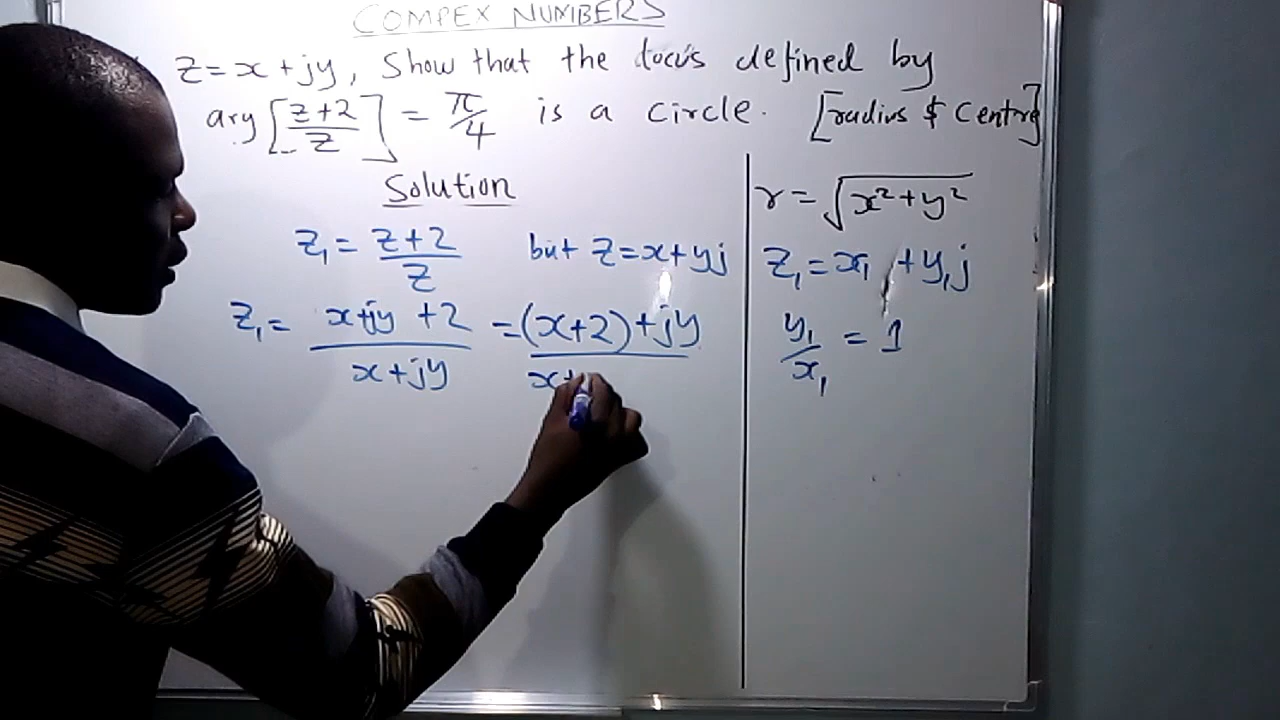 COMPEX NUMBERS
z = x + jy, Show that the locus defined by
arg [z+2/z] = π/4 is a circle. [radius & Centre]
Solution
z₁ = z+2/z but z = x + yj
z₁ = x+jy +2/x+jy = (x+2)+jy/x+
r = √x²+y²
z₁ = x₁ + y₁j
y₁/x₁ = 1